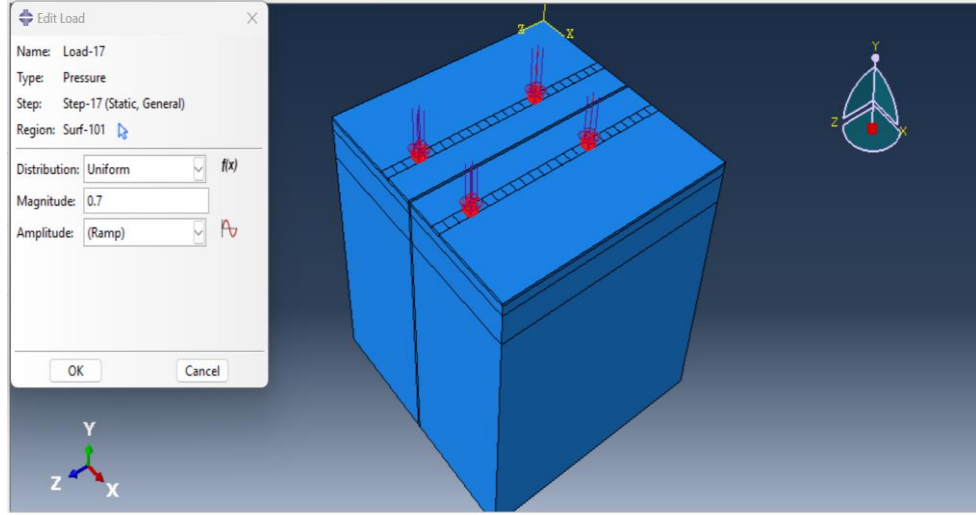 Edit Load
Name: Load-17
Type: Pressure
Step: Step-17 (Static, General)
Region: Surf-101
Distribution: Uniform f(x)
Magnitude: 0.7
Amplitude: (Ramp)
OK Cancel
Z X
Y
Z X
Y
Z X